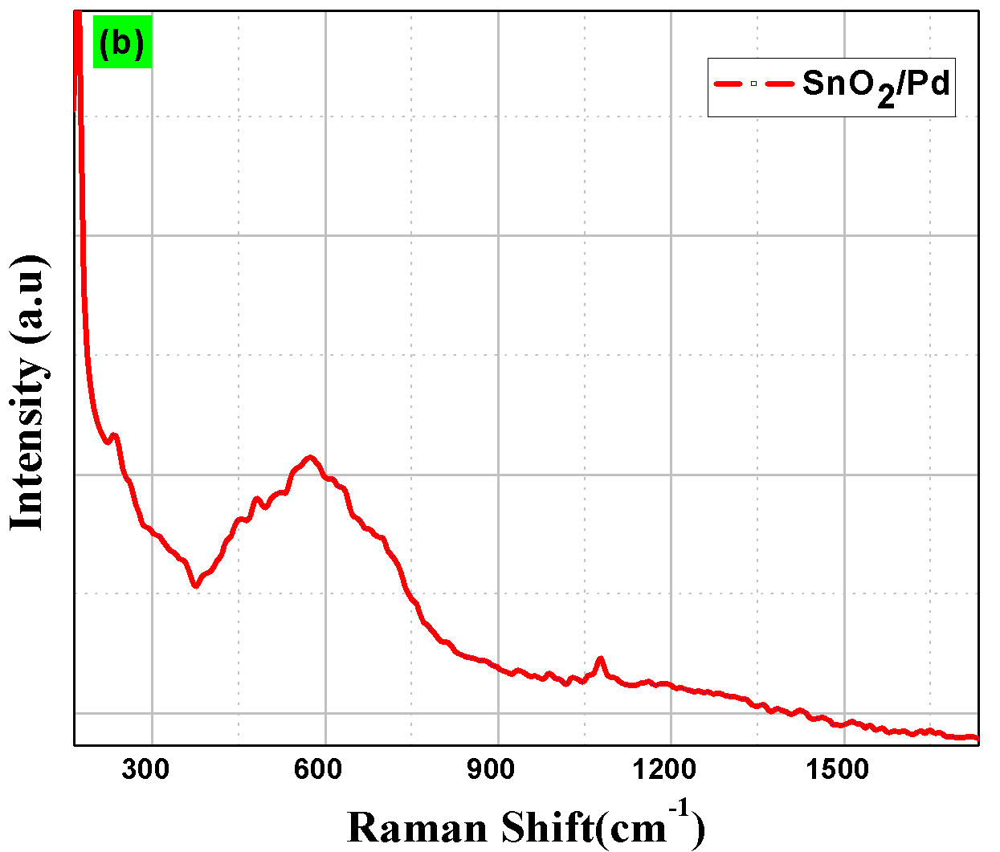 (b)
SnO2/Pd
Intensity (a.u)
300 600 900 1200 1500
Raman Shift(cm-1)